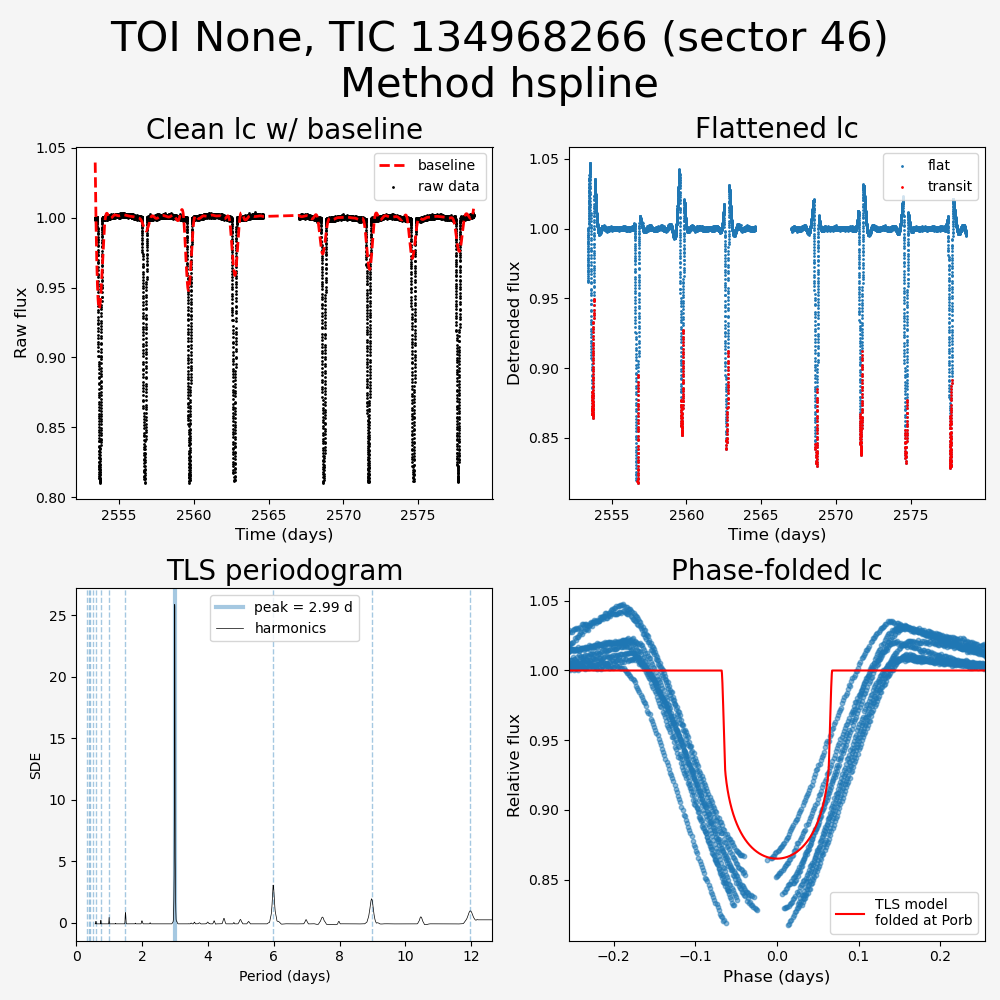 TOI None, TIC 134968266 (sector 46)
Method hspline
Clean lc w/ baseline
Raw flux
1.05
1.00
0.95
0.90
0.85
0.80
baseline
raw data
2555
2560
2565
2570
2575
Time (days)
Flattened lc
Detrended flux
1.05
1.00
0.95
0.90
0.85
flat
transit
2555
2560
2565
2570
2575
Time (days)
TLS periodogram
SDE
25
20
15
10
5
0
peak = 2.99 d
harmonics
0
2
4
6
8
10
12
Period (days)
Phase-folded lc
Relative flux
1.05
1.00
0.95
0.90
0.85
TLS model
folded at Porb
−0.2
−0.1
0.0
0.1
0.2
Phase (days)